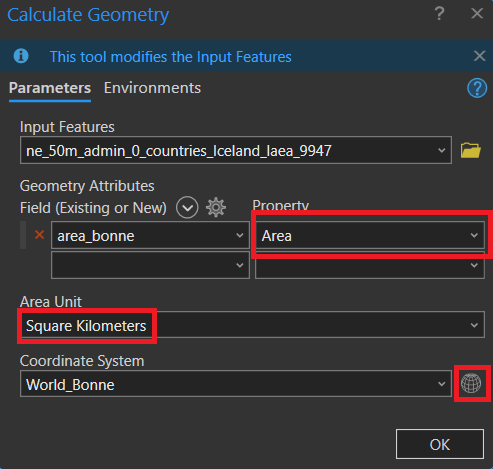 Calculate Geometry
This tool modifies the Input Features
Parameters Environments
Input Features
ne_50m_admin_0_countries_Iceland_laea_9947
Geometry Attributes
Field (Existing or New) Property
area_bonne Area
Area Unit
Square Kilometers
Coordinate System
World_Bonne
OK